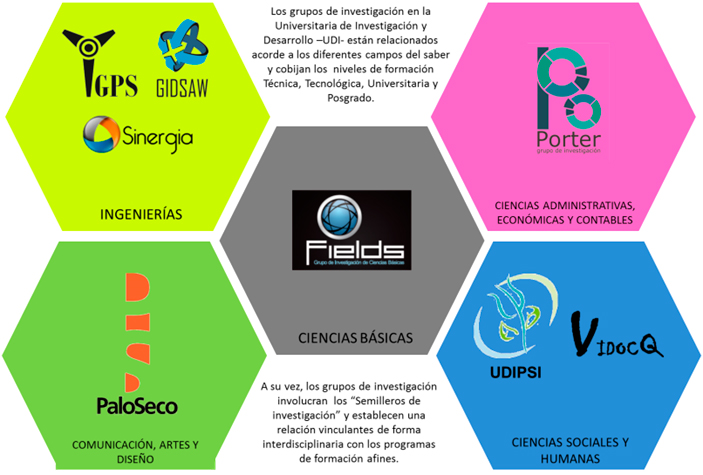 Los grupos de investigación en la
Universitaria de Investigación y
Desarrollo –UDI- están relacionados
acorde a los diferentes campos del saber
y cobijan los niveles de formación
Técnica, Tecnológica, Universitaria y
Posgrado.
GPS
GIDSAW
Sinergia
INGENIERÍAS
Porter
grupo de investigación
CIENCIAS ADMINISTRATIVAS,
ECONÓMICAS Y CONTABLES
Fields
Grupo de Investigación de Ciencias Básicas
CIENCIAS BÁSICAS
PaloSeco
COMUNICACIÓN, ARTES Y
DISEÑO
UDIPSI
VIDOCQ
CIENCIAS SOCIALES Y
HUMANAS
A su vez, los grupos de investigación
involucran los “Semilleros de
investigación” y establecen una
relación vinculantes de forma
interdisciplinaria con los programas
de formación afines.